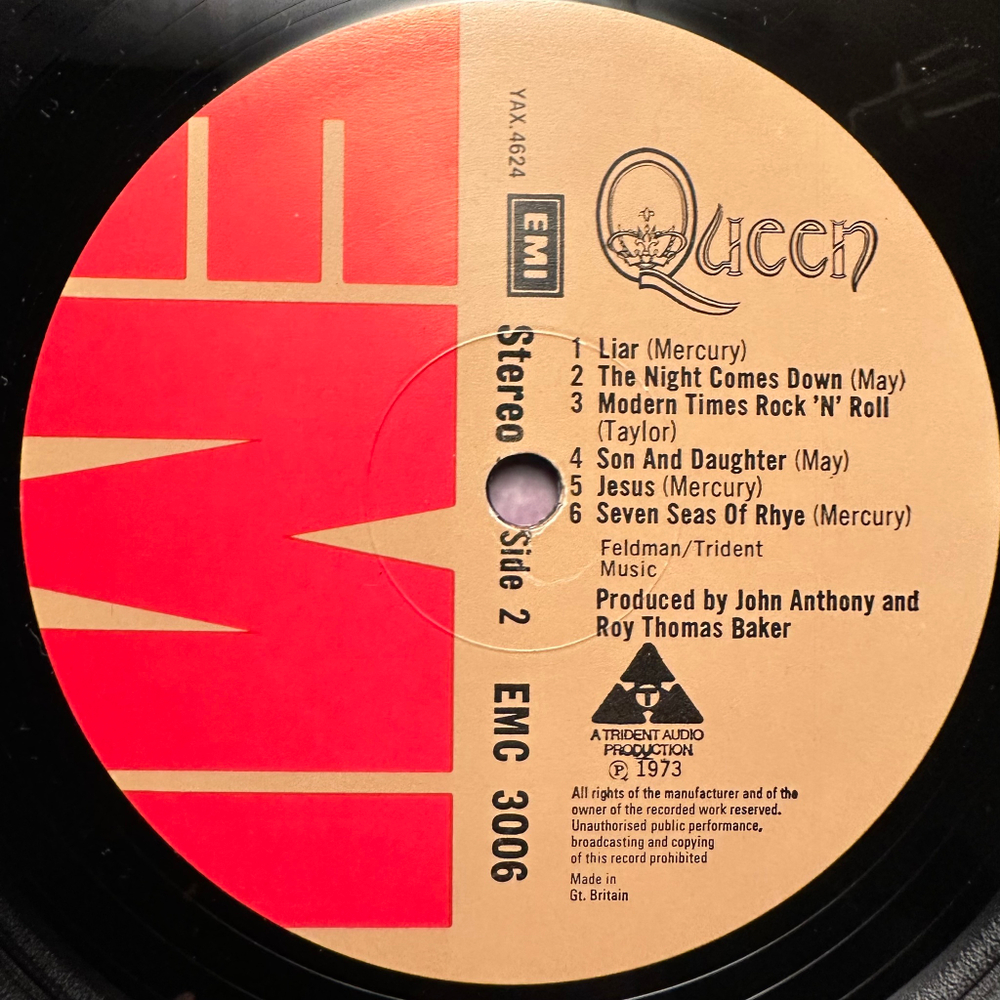 EMI
YAX. 4624
EMI
Stereo
Side 2
EMC 3006
Queen
1 Liar (Mercury)
2 The Night Comes Down (May)
3 Modern Times Rock 'N' Roll
(Taylor)
4 Son And Daughter (May)
5 Jesus (Mercury)
6 Seven Seas Of Rhye (Mercury)
Feldman/Trident
Music
Produced by John Anthony and
Roy Thomas Baker
T
A TRIDENT AUDIO
PRODUCTION
Ⓟ 1973
All rights of the manufacturer and of the
owner of the recorded work reserved.
Unauthorised public performance,
broadcasting and copying
of this record prohibited
Made in
Gt. Britain